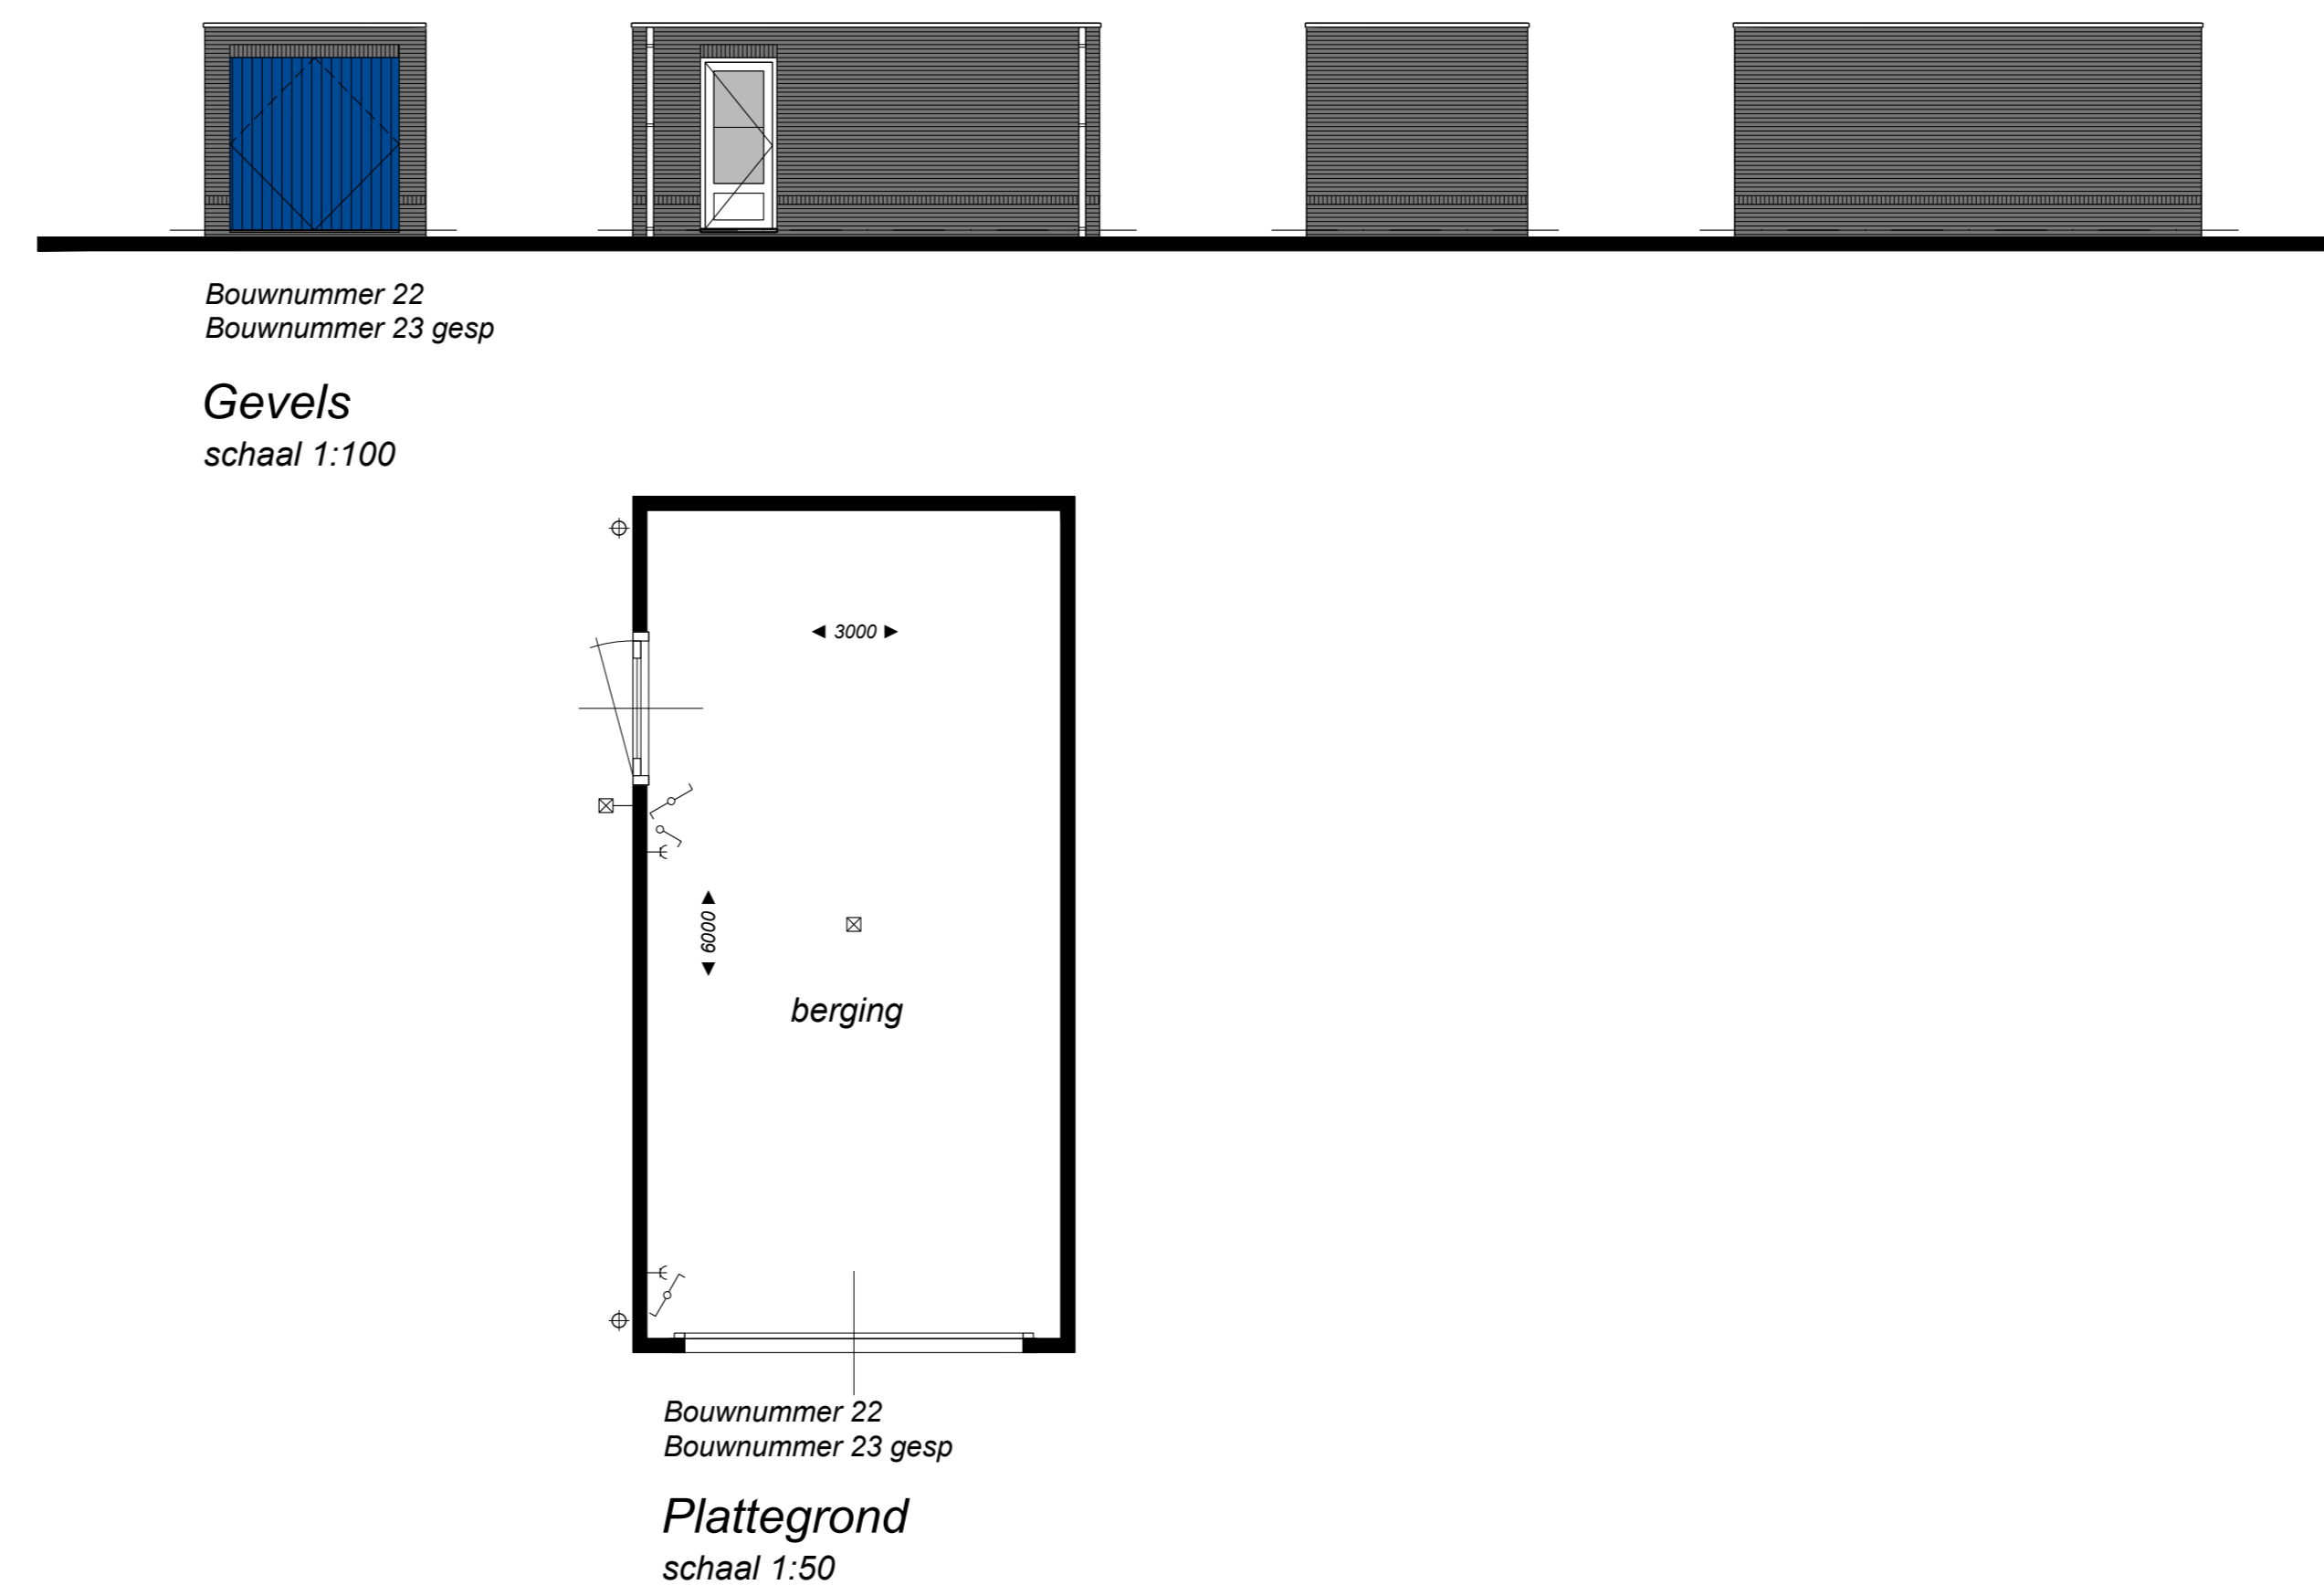 Bouwnummer 22
Bouwnummer 23 gesp
Gevels
schaal 1:100
3000
6000
berging
Bouwnummer 22
Bouwnummer 23 gesp
Plattegrond
schaal 1:50